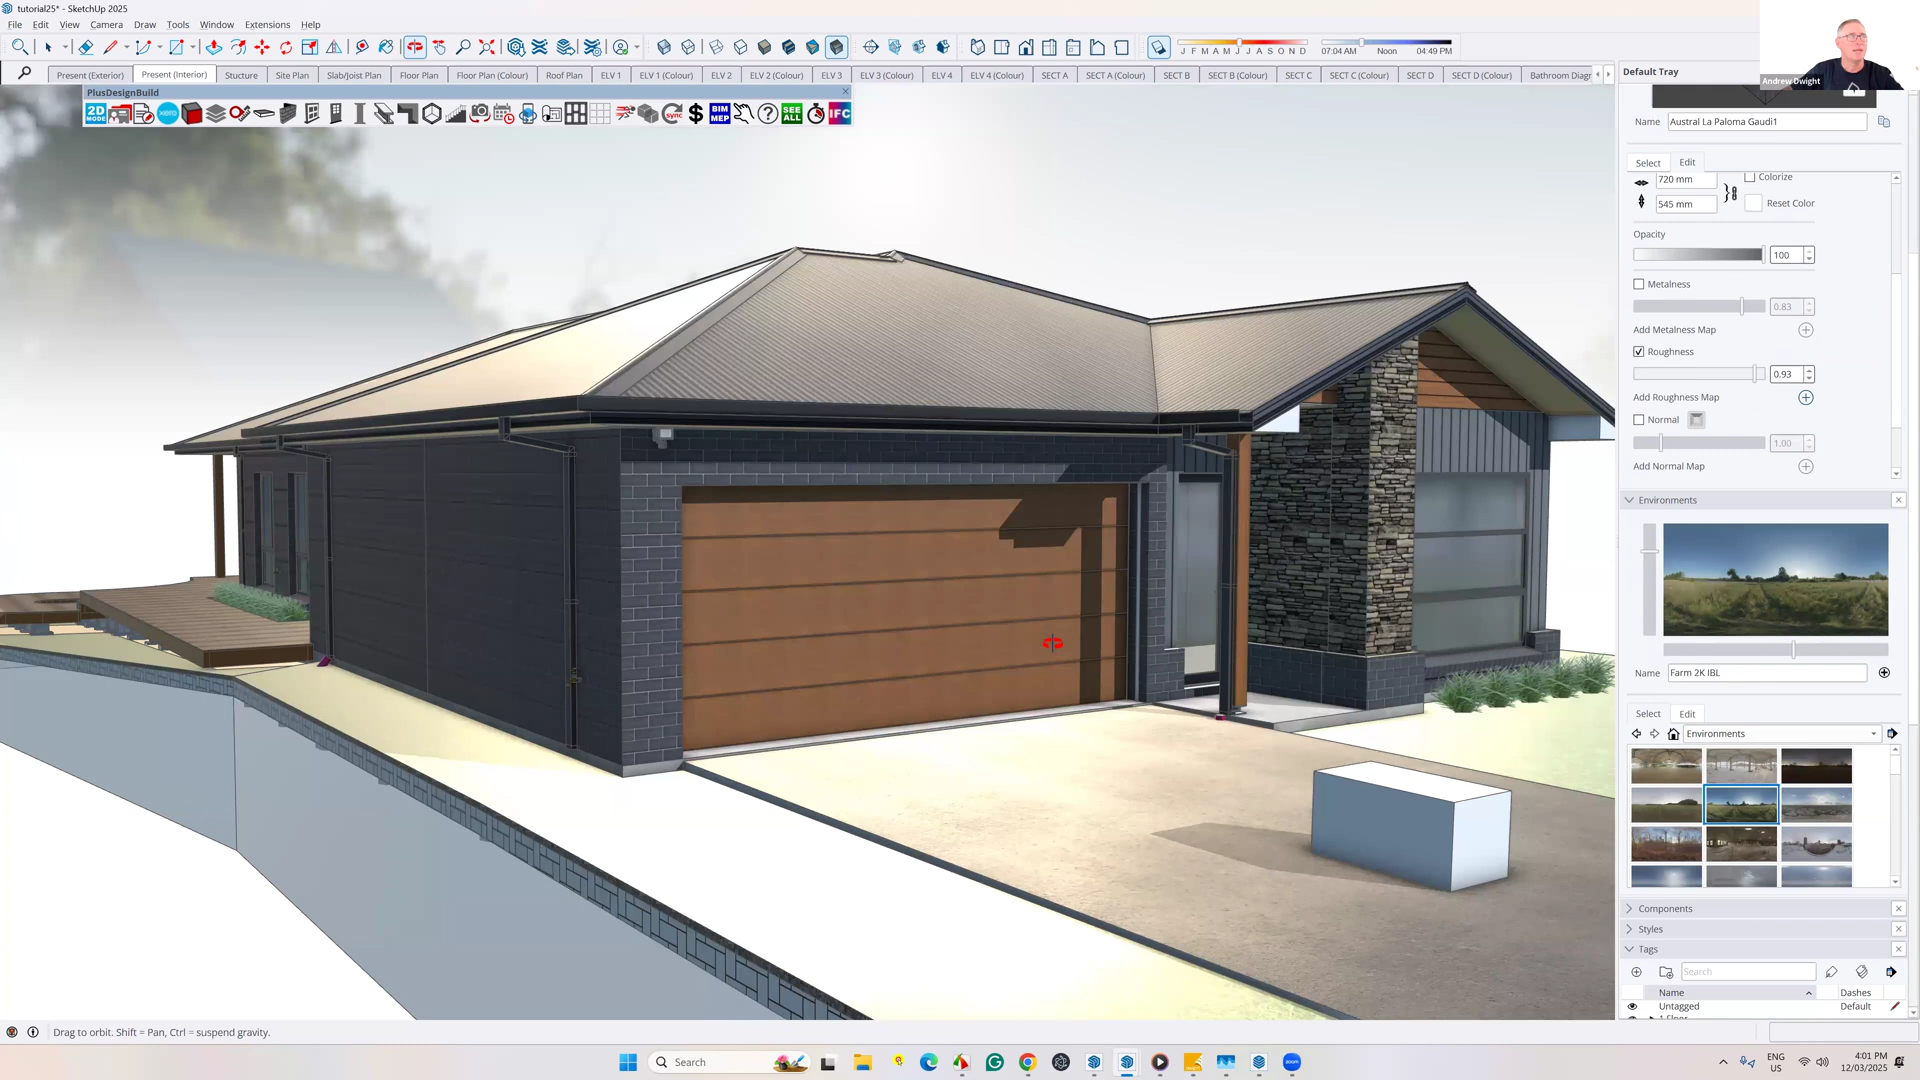 tutorial25* - SketchUp 2025
File Edit View Camera Draw Tools Window Extensions Help
J F M A M J J A S O N D 07:04 AM Noon 04:49 PM
Present (Exterior) Present (Interior) Structure Site Plan Slab/Joist Plan Floor Plan Floor Plan (Colour) Roof Plan ELV 1 ELV 1 (Colour) ELV 2 ELV 2 (Colour) ELV 3 ELV 3 (Colour) ELV 4 ELV 4 (Colour) SECT A SECT A (Colour) SECT B SECT B (Colour) SECT C SECT C (Colour) SECT D SECT D (Colour) Bathroom Diagr
PlusDesignBuild
2D MODE xero sync $ BIM MEP ? SEE ALL IFC
Default Tray
Andrew Dwight
Name Austral La Paloma Gaudi1
Select Edit
720 mm Colorize
545 mm Reset Color
Opacity
100
Metalness
0.83
Add Metalness Map
Roughness
0.93
Add Roughness Map
Normal
1.00
Add Normal Map
Environments
Name Farm 2K IBL
Select Edit
Environments
Components
Styles
Tags
Search
Name Dashes
Untagged Default
Drag to orbit. Shift = Pan, Ctrl = suspend gravity.
Search
zoom
ENG
US
4:01 PM
12/03/2025